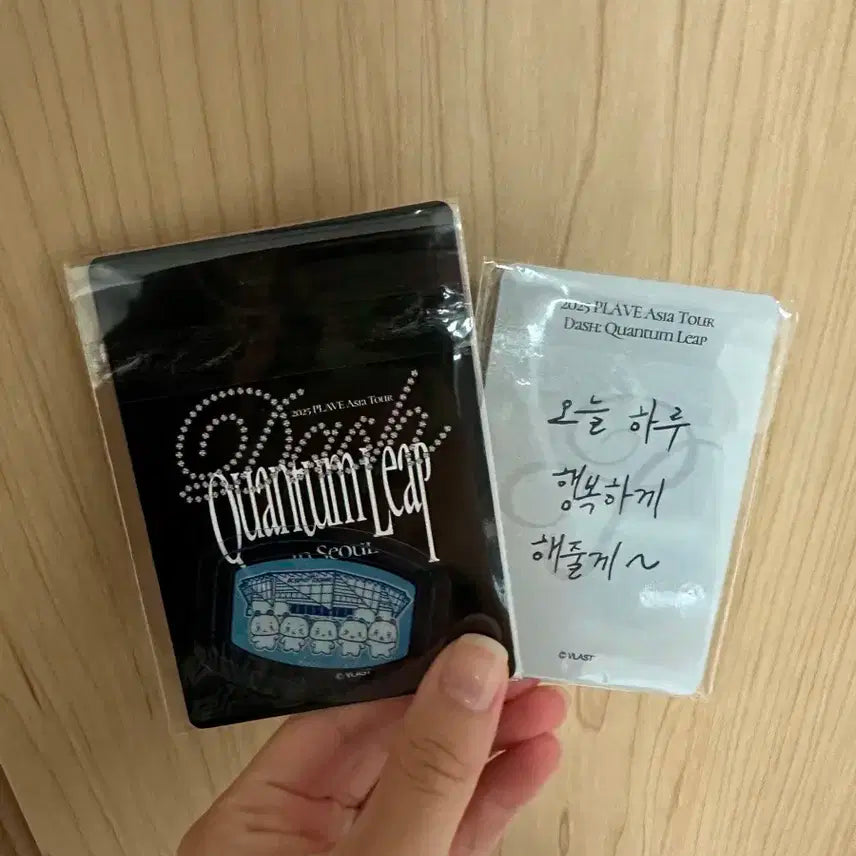 2025 PLAVE Asia Tour
Dash
Quantum Leap
in Seoul
© VLAST
2025 PLAVE Asia Tour
Dash: Quantum Leap
오늘 하루
행복하게
해줄게~
© VLAST